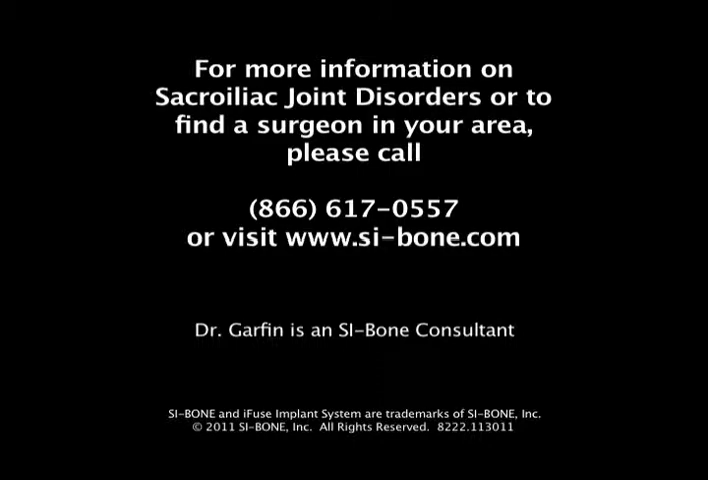 For more information on
Sacroiliac Joint Disorders or to
find a surgeon in your area,
please call
(866) 617-0557
or visit www.si-bone.com
Dr. Garfin is an SI-Bone Consultant
SI-BONE and iFuse Implant System are trademarks of SI-BONE, Inc.
© 2011 SI-BONE, Inc. All Rights Reserved. 8222.113011